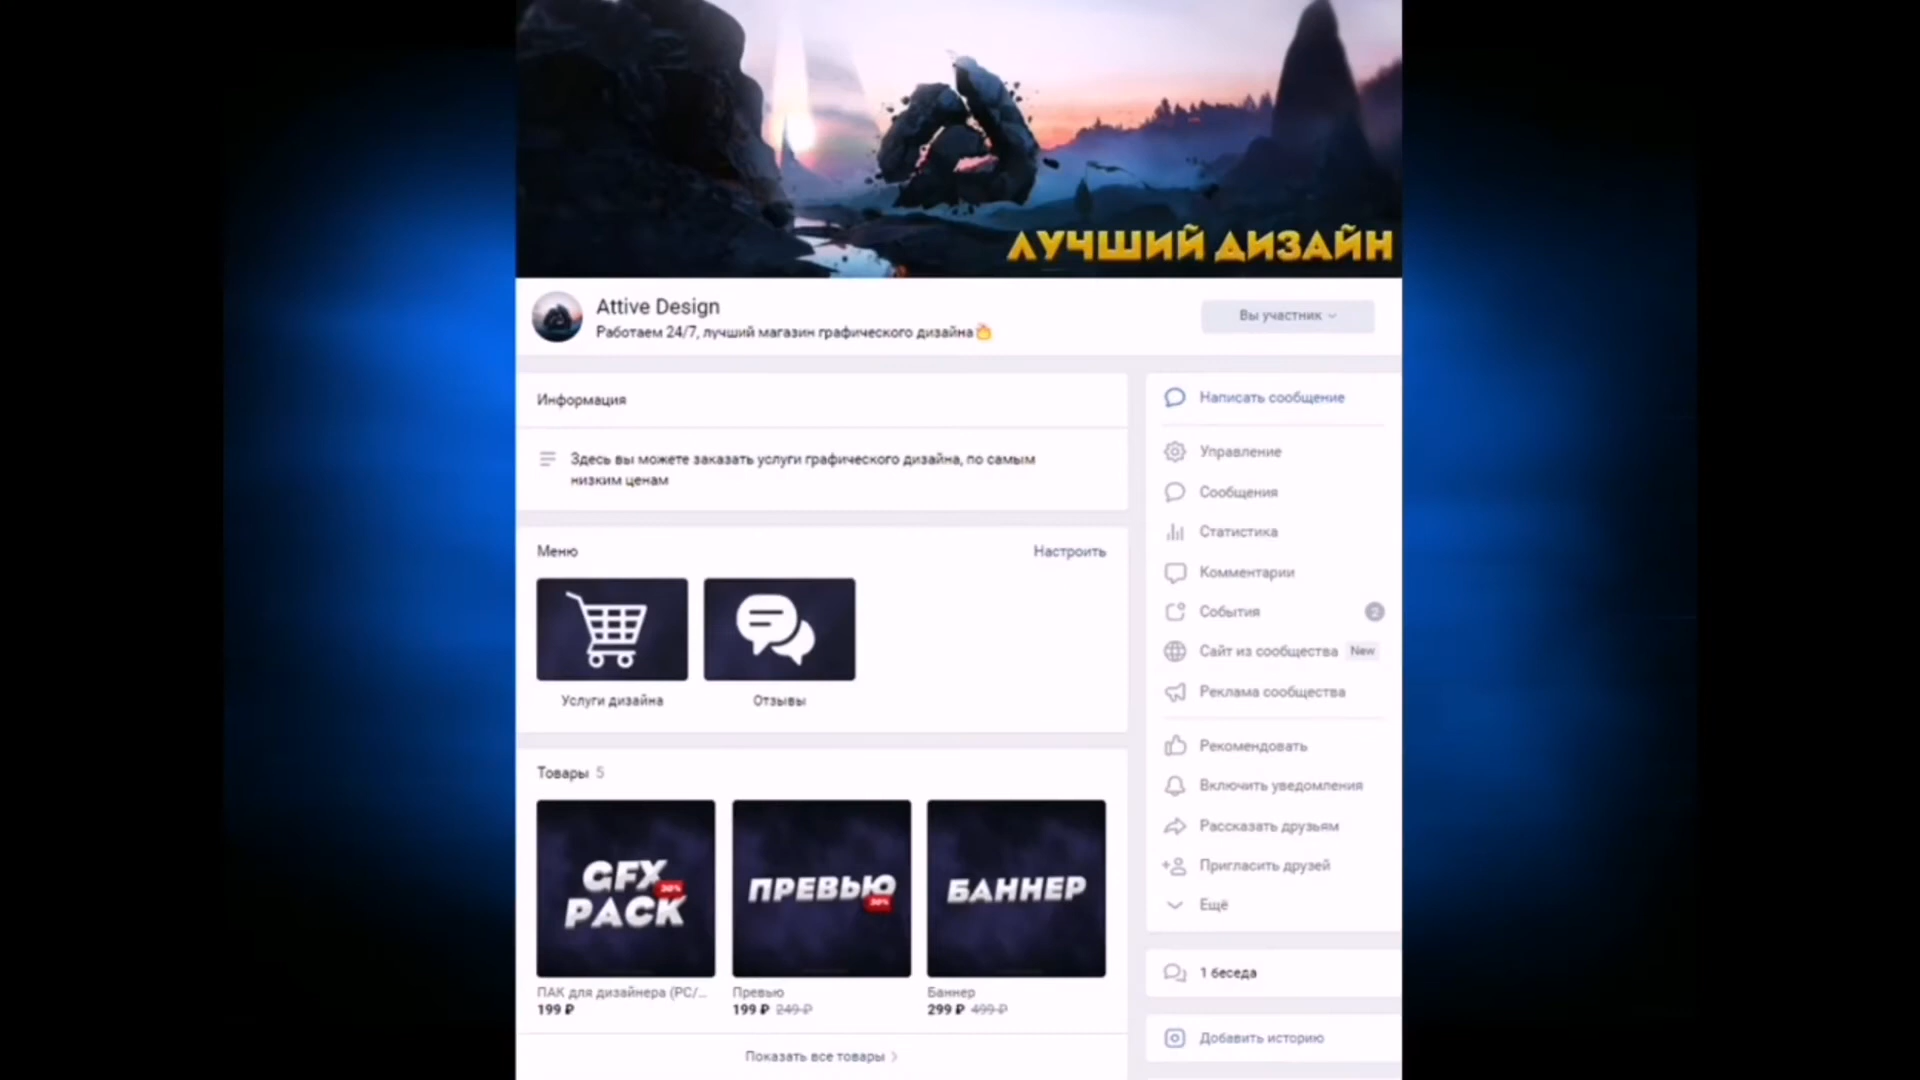 ЛУЧШИЙ ДИЗАЙН
Attive Design
Работаем 24/7, лучший магазин графического дизайна🔥
Вы участник
Информация
Здесь вы можете заказать услуги графического дизайна, по самым
низким ценам
Меню
Настроить
Услуги дизайна
Отзывы
Товары 5
GFX
30%
PACK
ПРЕВЬЮ
30%
БАННЕР
ПАК для дизайнера (PC/...
199 ₽
Превью
199 ₽ 249 ₽
Баннер
299 ₽ 499 ₽
Показать все товары
Написать сообщение
Управление
Сообщения
Статистика
Комментарии
События 2
Сайт из сообщества New
Реклама сообщества
Рекомендовать
Включить уведомления
Рассказать друзьям
Пригласить друзей
Ещё
1 беседа
Добавить историю